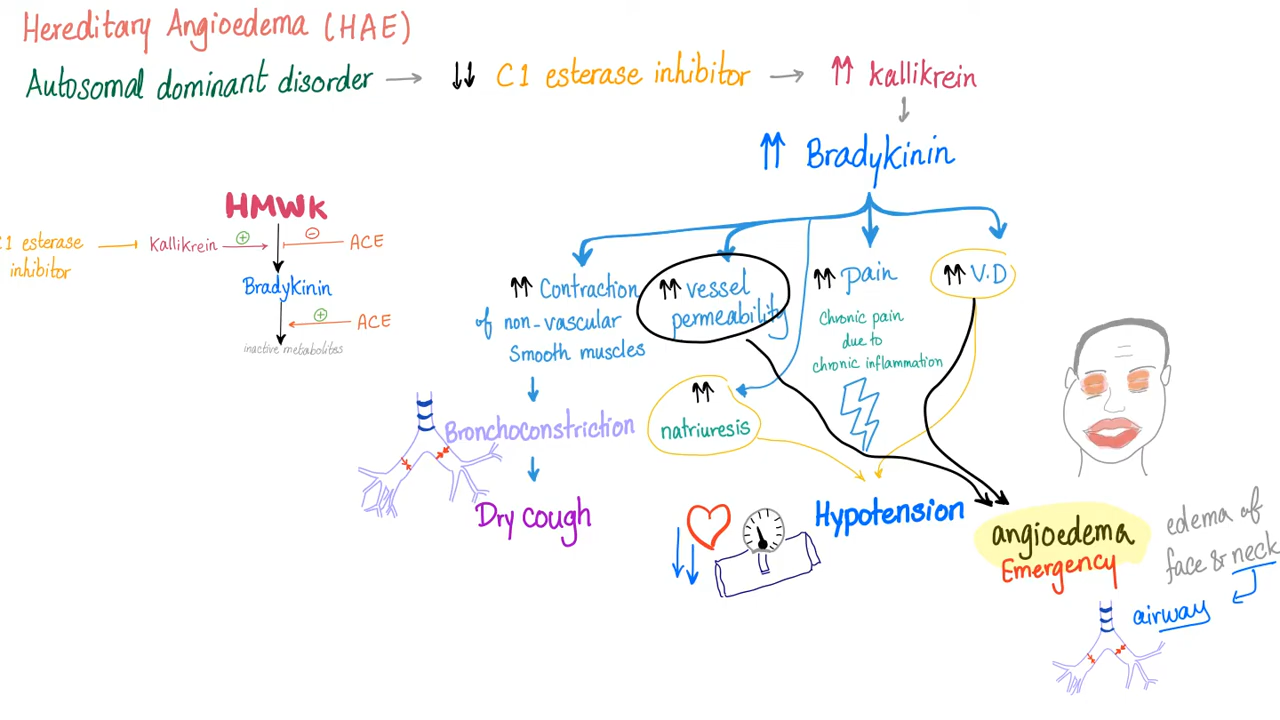 Hereditary Angioedema (HAE)
Autosomal dominant disorder → ↓↓ C1 esterase inhibitor → ↑↑ Kallikrein
↑↑ Bradykinin
HMWK
C1 esterase
inhibitor
Kallikrein
+
−
ACE
Bradykinin
+
ACE
inactive metabolites
↑↑ Contraction
of non-vascular
Smooth muscles
Bronchoconstriction
Dry cough
↑↑ vessel
permeability
↑↑
natriuresis
↑↑ pain
Chronic pain
due to
chronic inflammation
↑↑ V.D
Hypotension
angioedema
Emergency
edema of
face & neck
airway